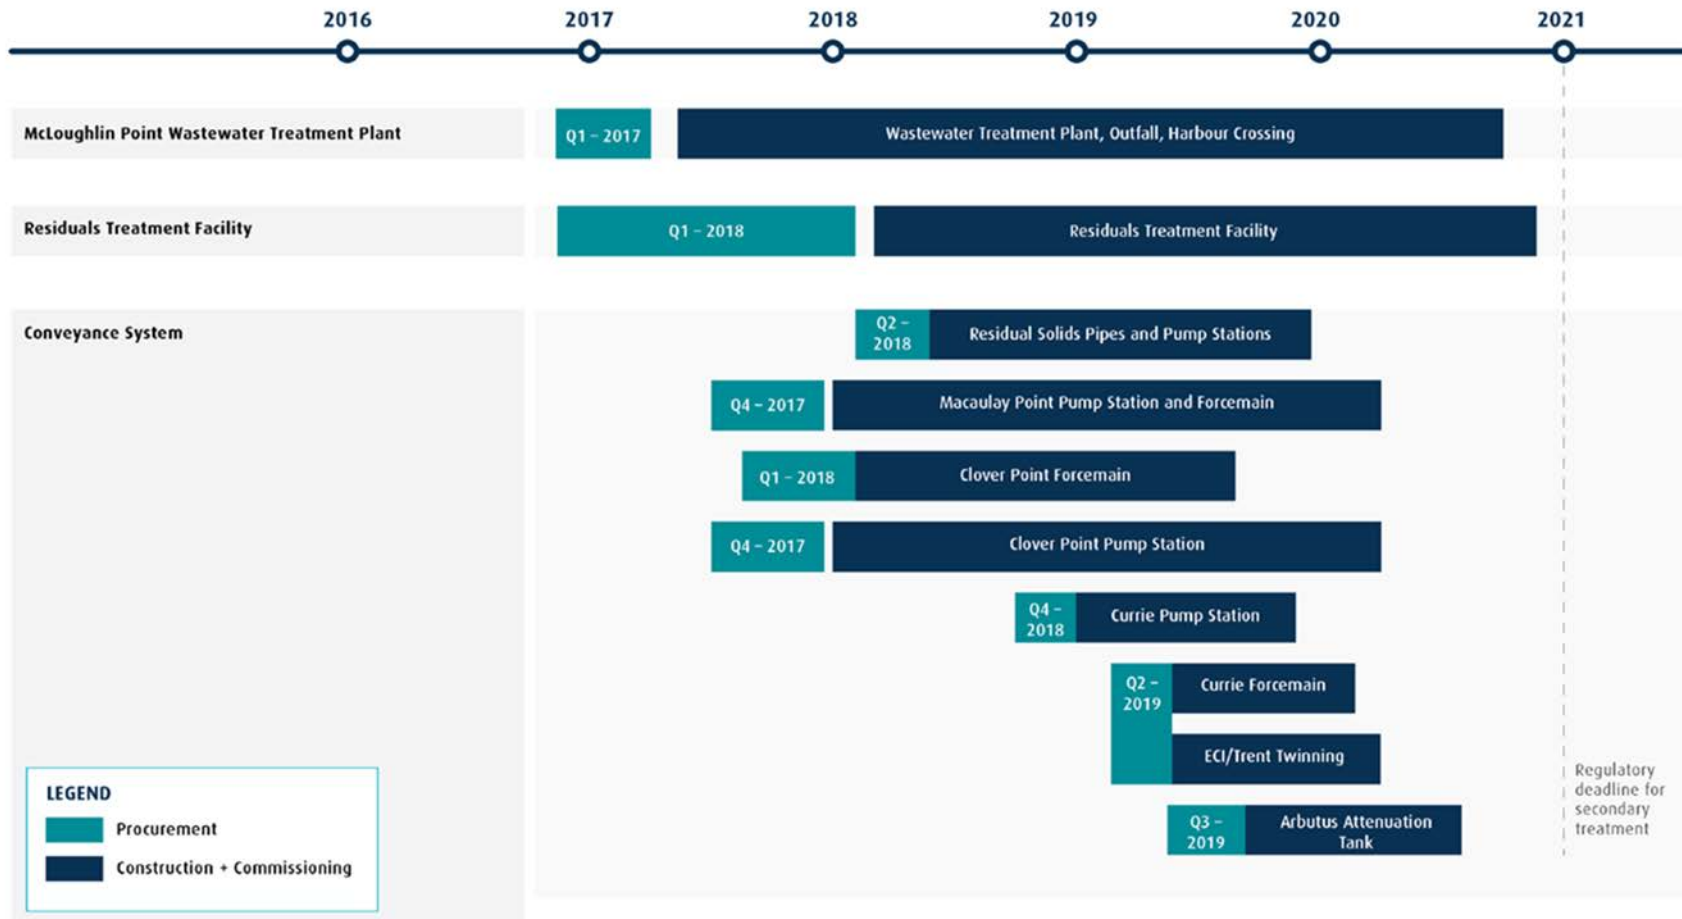 2016 2017 2018 2019 2020 2021
McLoughlin Point Wastewater Treatment Plant
Q1 – 2017
Wastewater Treatment Plant, Outfall, Harbour Crossing
Residuals Treatment Facility
Q1 – 2018
Residuals Treatment Facility
Conveyance System
Q2 –
2018
Residual Solids Pipes and Pump Stations
Q4 – 2017
Macaulay Point Pump Station and Forcemain
Q1 – 2018
Clover Point Forcemain
Q4 – 2017
Clover Point Pump Station
Q4 –
2018
Currie Pump Station
Q2 –
2019
Currie Forcemain
ECI/Trent Twinning
Q3 –
2019
Arbutus Attenuation
Tank
Regulatory
deadline for
secondary
treatment
LEGEND
Procurement
Construction + Commissioning